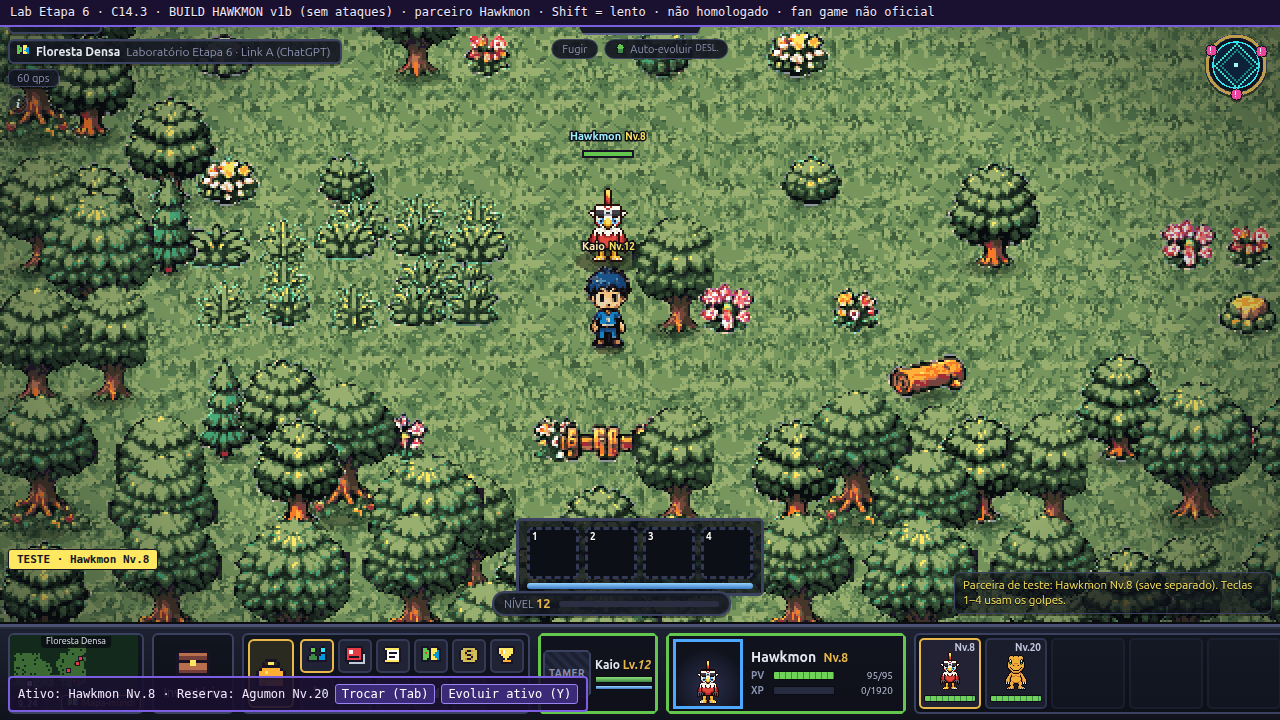 Lab Etapa 6 · C14.3 · BUILD HAWKMON v1b (sem ataques) · parceiro Hawkmon · Shift = lento · não homologado · fan game não oficial
Floresta Densa Laboratório Etapa 6 · Link A (ChatGPT)
Fugir
Auto-evoluir DESL.
60 qps
i
Hawkmon Nv.8
Kaio Nv.12
1 2 3 4
NÍVEL 12
TESTE · Hawkmon Nv.8
Parceira de teste: Hawkmon Nv.8 (save separado). Teclas
1–4 usam os golpes.
Floresta Densa
TAMER
Kaio Lv.12
Hawkmon Nv.8
PV 95/95
XP 0/1920
Nv.8
Nv.20
Ativo: Hawkmon Nv.8 · Reserva: Agumon Nv.20 Trocar (Tab) Evoluir ativo (Y)